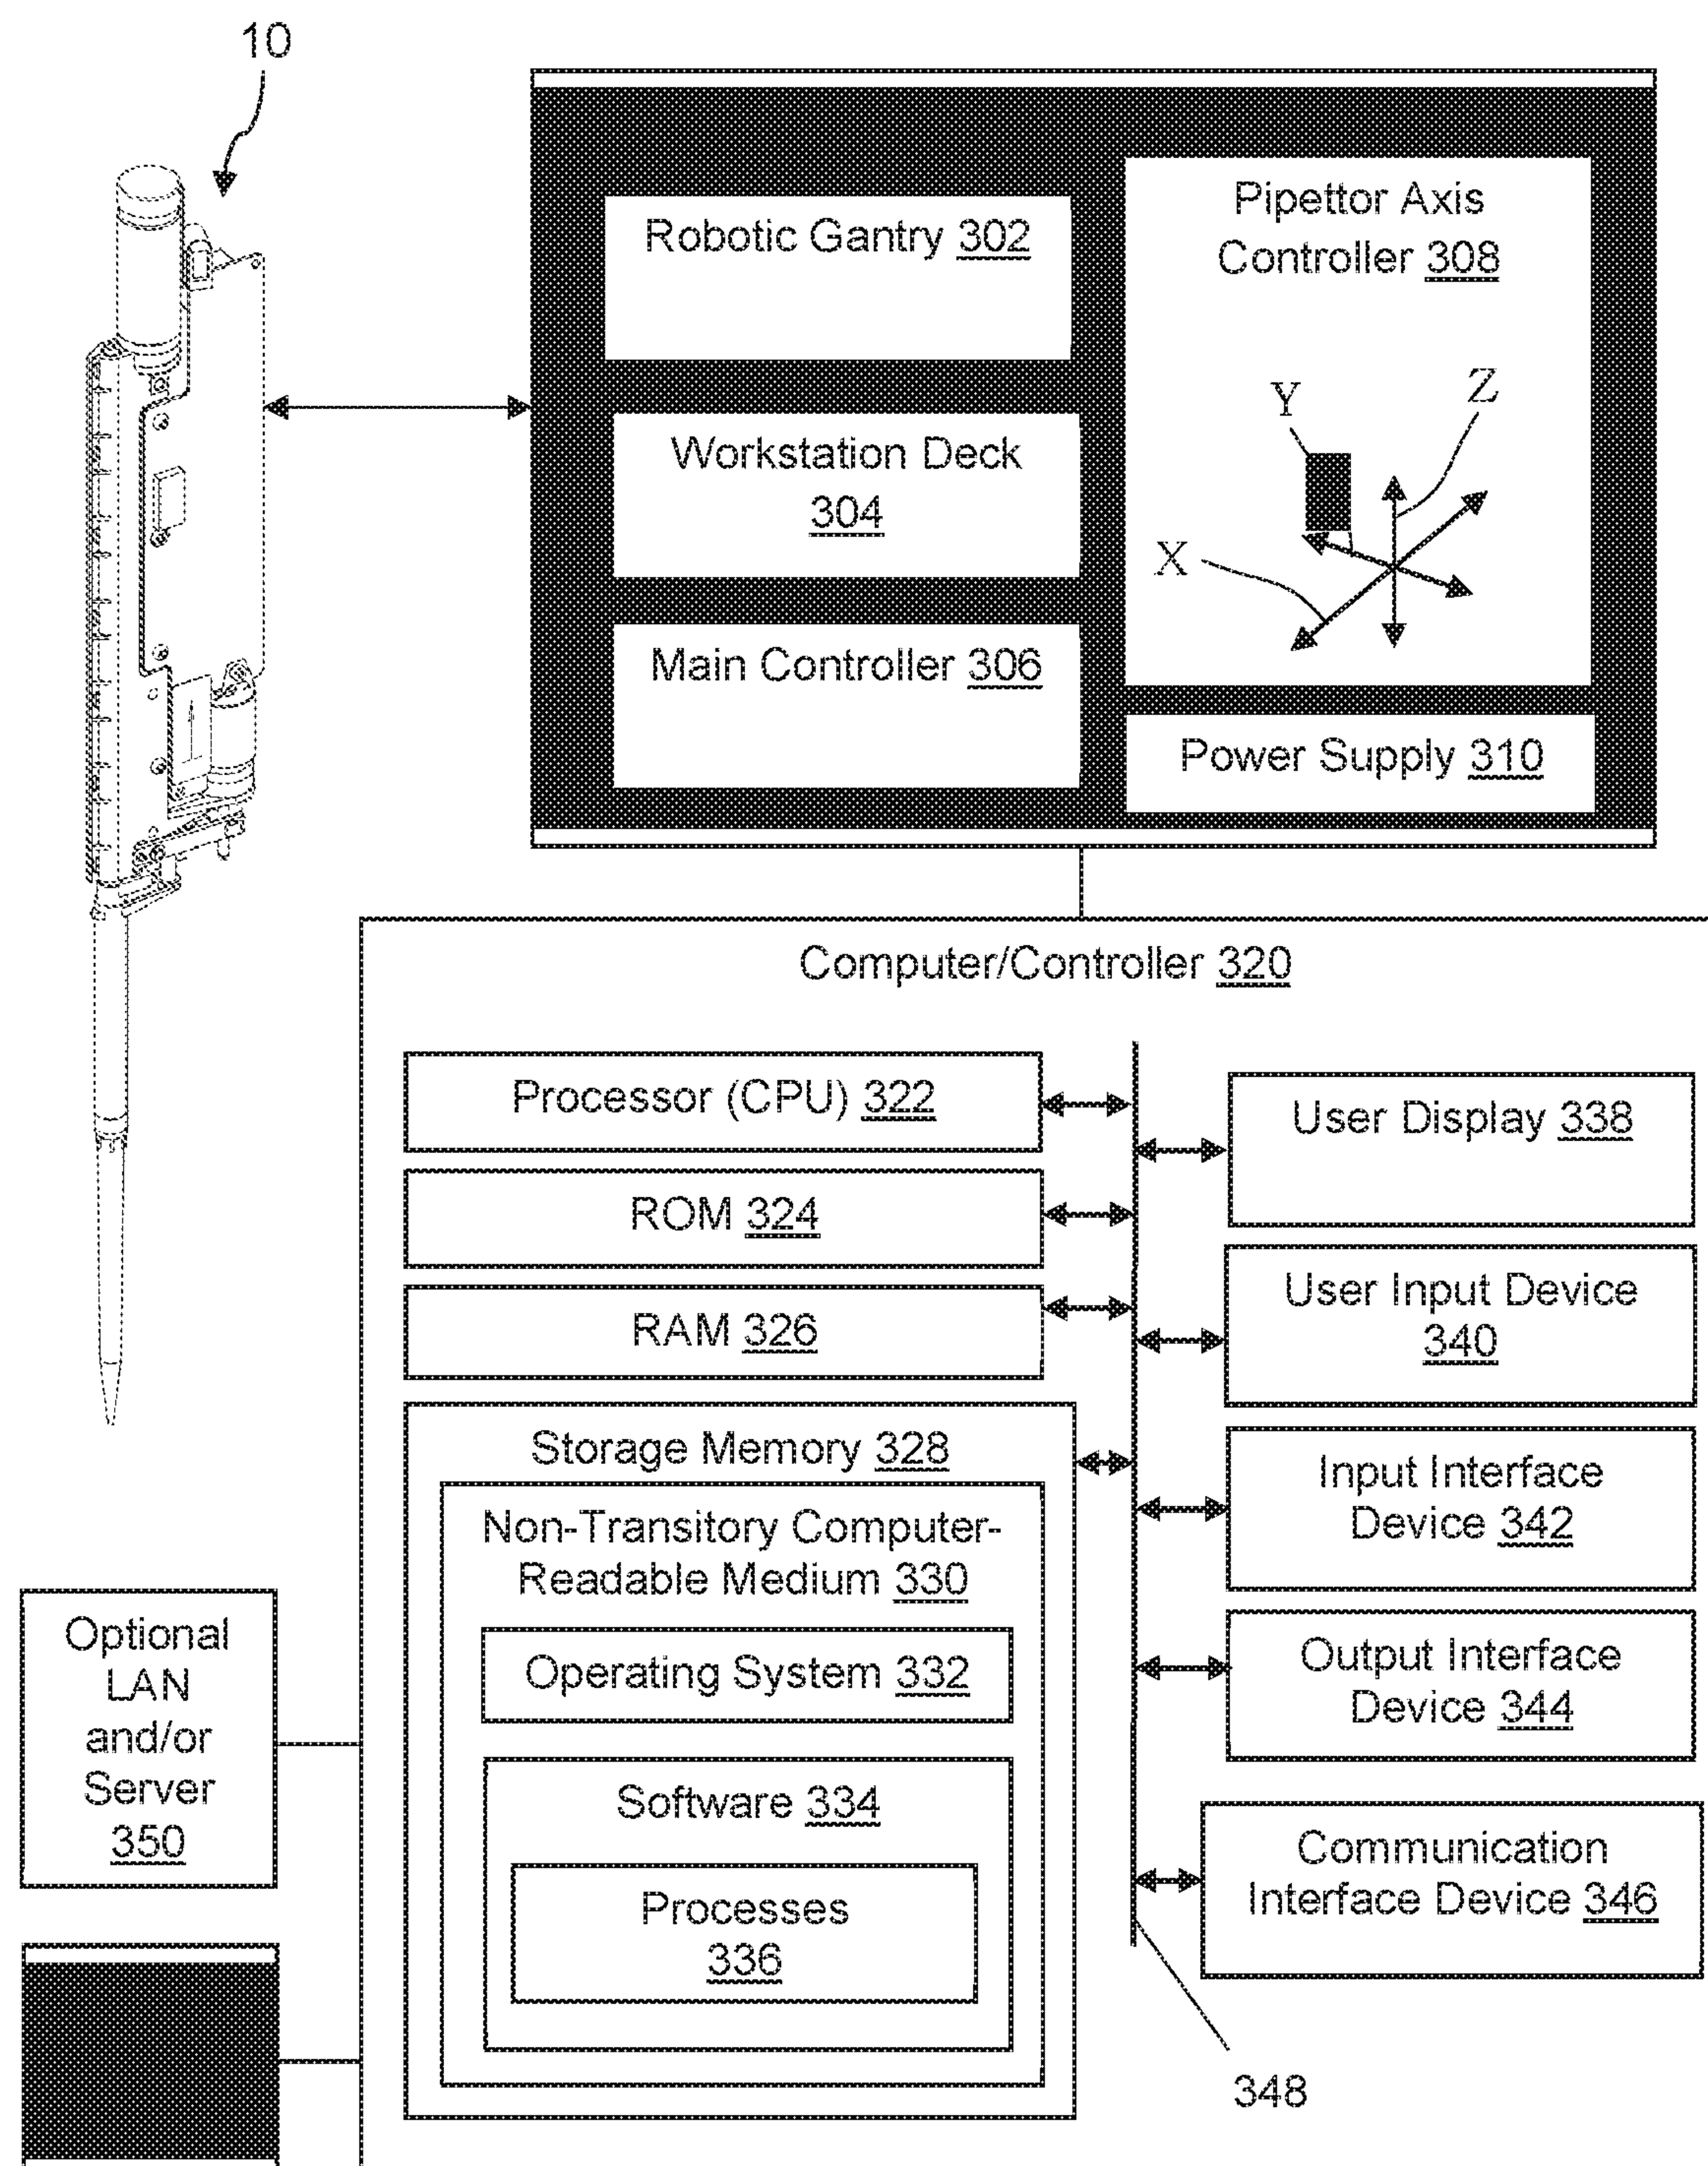 10
Robotic Gantry 302
Pipettor Axis
Controller 308
Workstation Deck
304
Y
Z
X
Main Controller 306
Power Supply 310
Computer/Controller 320
Processor (CPU) 322
ROM 324
RAM 326
Storage Memory 328
Non-Transitory Computer-
Readable Medium 330
Operating System 332
Software 334
Processes
336
User Display 338
User Input Device
340
Input Interface
Device 342
Output Interface
Device 344
Communication
Interface Device 346
348
Optional
LAN
and/or
Server
350